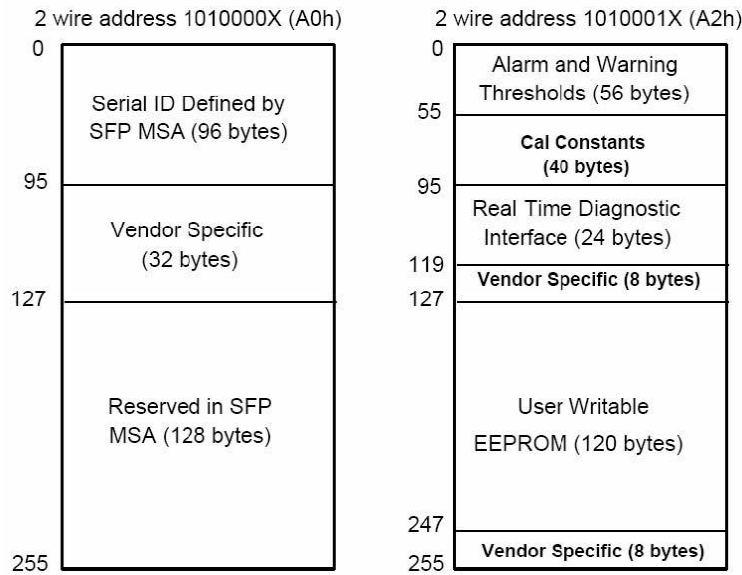 2 wire address 1010000X (A0h)
0
Serial ID Defined by
SFP MSA (96 bytes)
95
Vendor Specific
(32 bytes)
127
Reserved in SFP
MSA (128 bytes)
255
2 wire address 1010001X (A2h)
0
Alarm and Warning
Thresholds (56 bytes)
55
Cal Constants
(40 bytes)
95
Real Time Diagnostic
Interface (24 bytes)
119
Vendor Specific (8 bytes)
127
User Writable
EEPROM (120 bytes)
247
Vendor Specific (8 bytes)
255